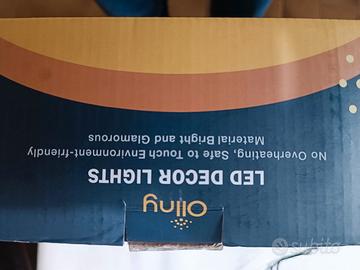 Ollny
LED DECOR LIGHTS
No Overheating, Safe to Touch Environment-friendly
Material Bright and Glamorous
subito